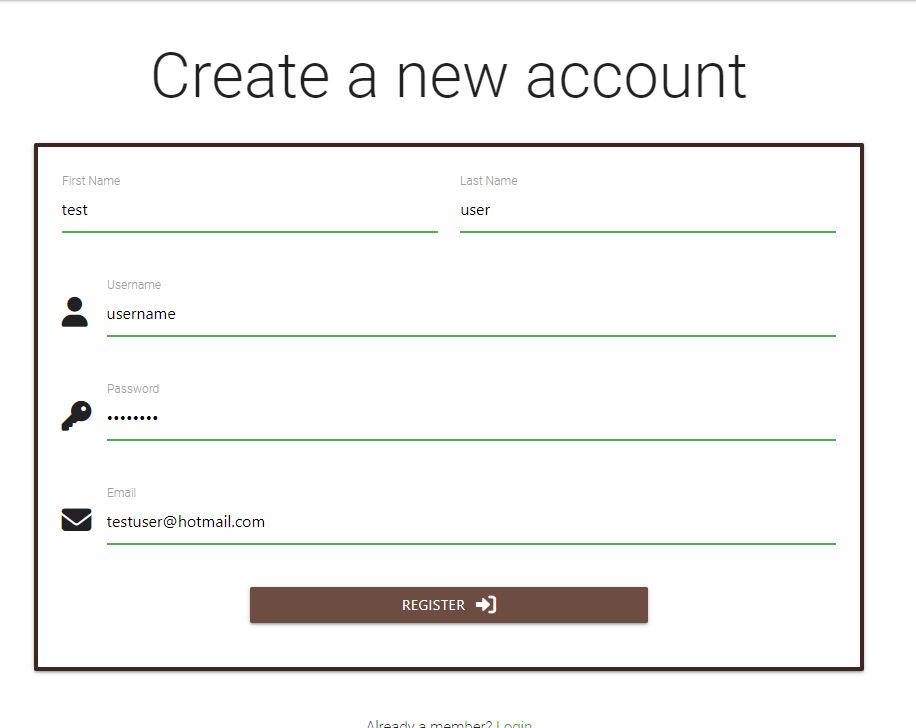 Create a new account
First Name
Last Name
test
user
Username
username
Password
••••••••
Email
testuser@hotmail.com
REGISTER
Already a member? Login